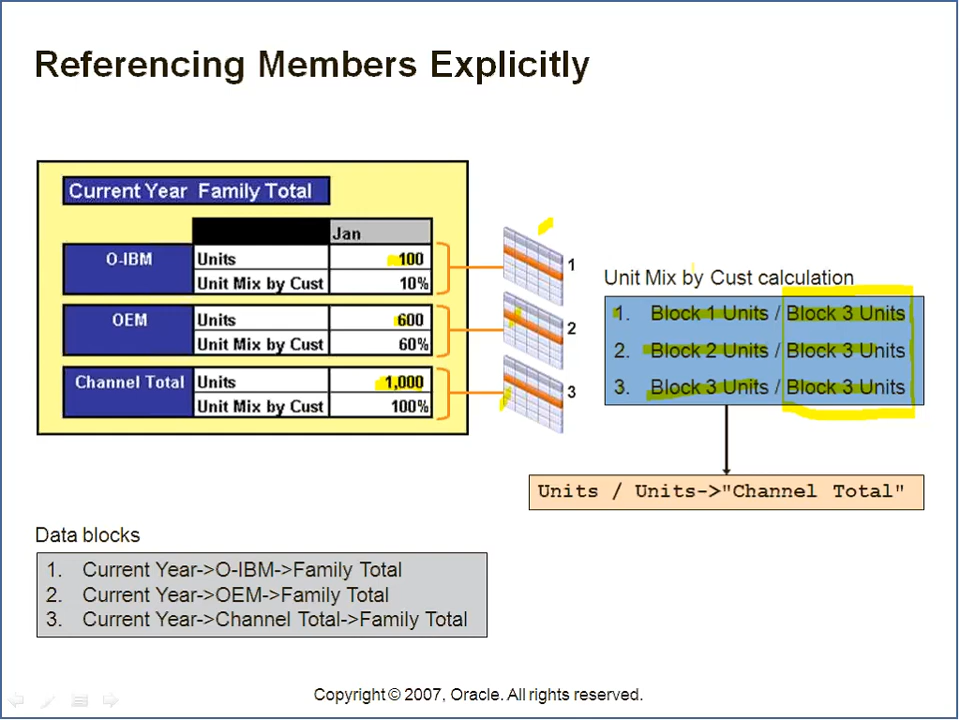 Referencing Members Explicitly
Current Year Family Total
Jan
O-IBM Units 100
Unit Mix by Cust 10%
OEM Units 600
Unit Mix by Cust 60%
Channel Total Units 1,000
Unit Mix by Cust 100%
1
2
3
Unit Mix by Cust calculation
1. Block 1 Units / Block 3 Units
2. Block 2 Units / Block 3 Units
3. Block 3 Units / Block 3 Units
Units / Units->"Channel Total"
Data blocks
1. Current Year->O-IBM->Family Total
2. Current Year->OEM->Family Total
3. Current Year->Channel Total->Family Total
Copyright © 2007, Oracle. All rights reserved.